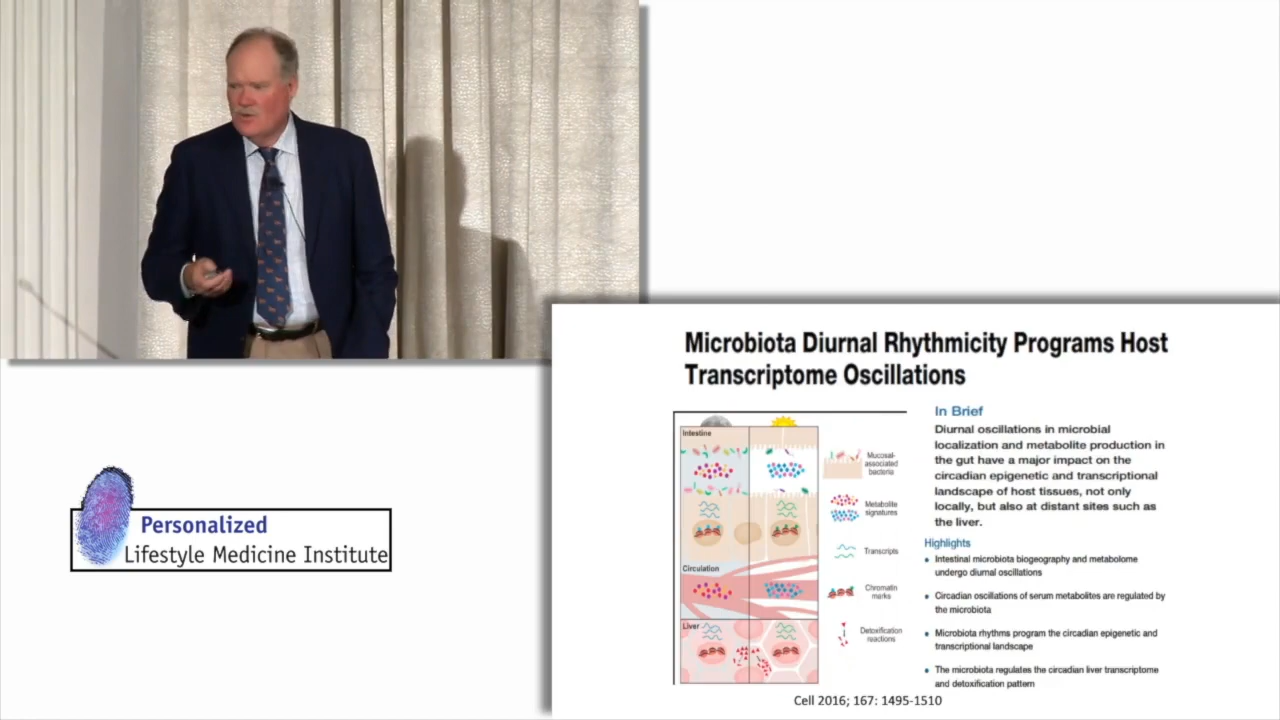 Microbiota Diurnal Rhythmicity Programs Host
Transcriptome Oscillations
Intestine
Circulation
Liver
Mucosal-
associated
bacteria
Metabolite
signatures
Transcripts
Chromatin
marks
Detoxification
reactions
In Brief
Diurnal oscillations in microbial
localization and metabolite production in
the gut have a major impact on the
circadian epigenetic and transcriptional
landscape of host tissues, not only
locally, but also at distant sites such as
the liver.
Highlights
• Intestinal microbiota biogeography and metabolome
undergo diurnal oscillations
• Circadian oscillations of serum metabolites are regulated by
the microbiota
• Microbiota rhythms program the circadian epigenetic and
transcriptional landscape
• The microbiota regulates the circadian liver transcriptome
and detoxification pattern
Cell 2016; 167: 1495-1510
Personalized
Lifestyle Medicine Institute